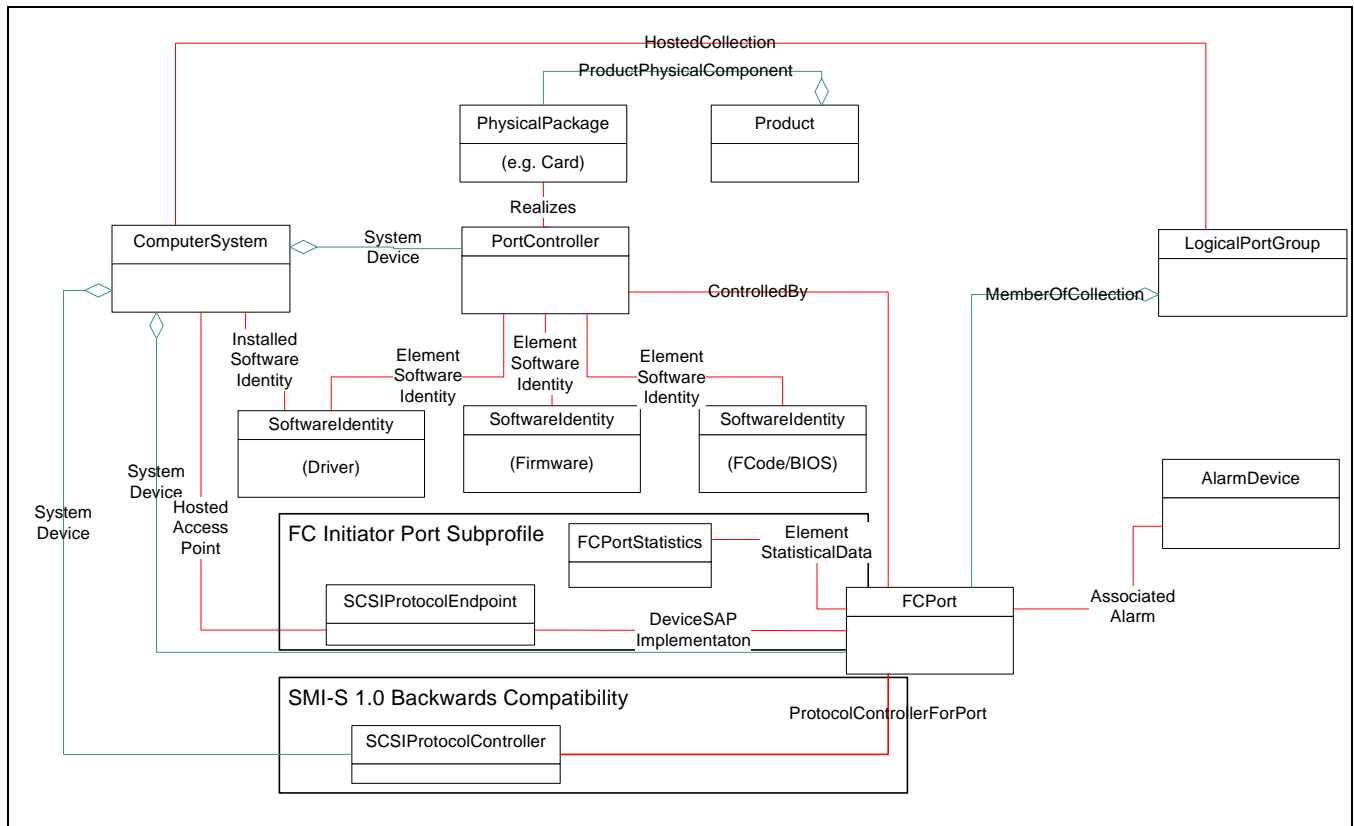 HostedCollection
ProductPhysicalComponent
PhysicalPackage
(e.g. Card)
Product
Realizes
ComputerSystem
System
Device
PortController
LogicalPortGroup
ControlledBy
MemberOfCollection
Installed
Software
Identity
Element
Software
Identity
Element
Software
Identity
Element
Software
Identity
SoftwareIdentity
(Driver)
SoftwareIdentity
(Firmware)
SoftwareIdentity
(FCode/BIOS)
System
Device
System
Device
Hosted
Access
Point
AlarmDevice
FC Initiator Port Subprofile
FCPortStatistics
Element
StatisticalData
SCSIProtocolEndpoint
DeviceSAP
Implementaton
FCPort
Associated
Alarm
SMI-S 1.0 Backwards Compatibility
ProtocolControllerForPort
SCSIProtocolController